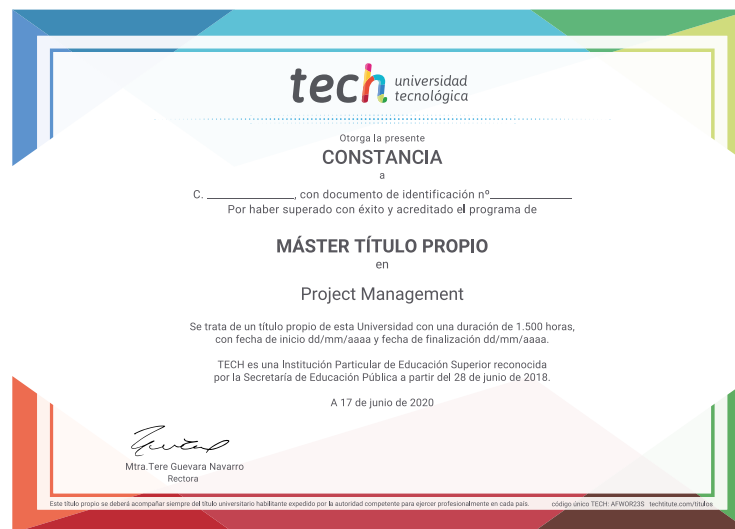 tech universidad
tecnológica
Otorga la presente
CONSTANCIA
a
C. ________________, con documento de identificación nº______________
Por haber superado con éxito y acreditado el programa de
MÁSTER TÍTULO PROPIO
en
Project Management
Se trata de un título propio de esta Universidad con una duración de 1.500 horas,
con fecha de inicio dd/mm/aaaa y fecha de finalización dd/mm/aaaa.
TECH es una Institución Particular de Educación Superior reconocida
por la Secretaría de Educación Pública a partir del 28 de junio de 2018.
A 17 de junio de 2020
Mtra.Tere Guevara Navarro
Rectora
Este título propio se deberá acompañar siempre del título universitario habilitante expedido por la autoridad competente para ejercer profesionalmente en cada país. código único TECH: AFWOR23S techtitute.com/titulos